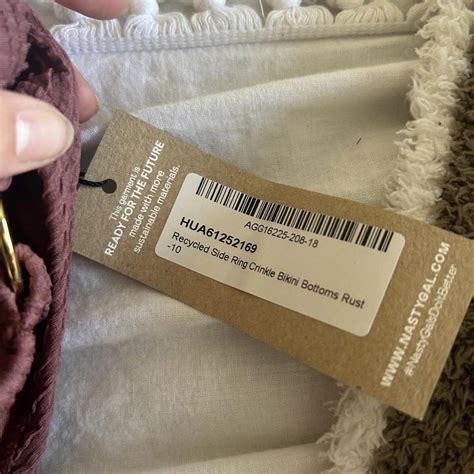 This garment is
READY FOR THE FUTURE
made with more
sustainable materials.
AGG16225-208-18
HUA61252169
Recycled Side Ring Crinkle Bikini Bottoms Rust
-10
WWW.NASTYGAL.COM
#NastyGalsDoItBetter